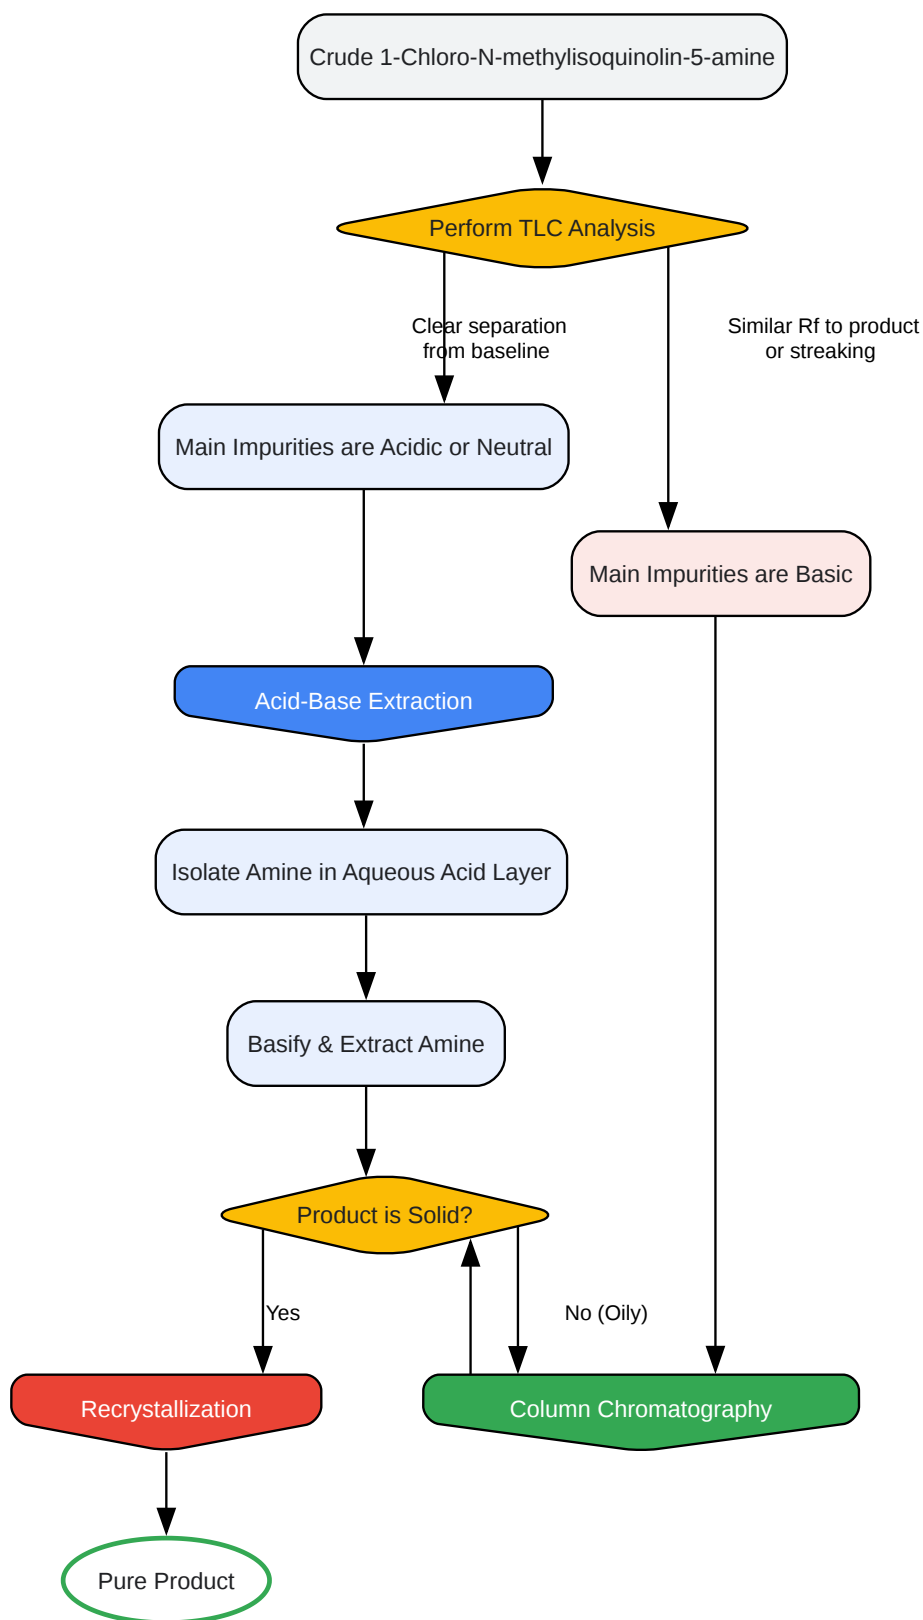 Crude 1-Chloro-N-methylisoquinolin-5-amine
Perform TLC Analysis
Clear separation
from baseline
Similar Rf to product
or streaking
Main Impurities are Acidic or Neutral
Main Impurities are Basic
Acid-Base Extraction
Isolate Amine in Aqueous Acid Layer
Basify & Extract Amine
Product is Solid?
Yes
No (Oily)
Recrystallization
Column Chromatography
Pure Product